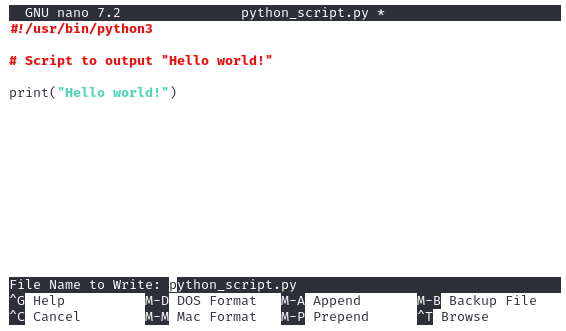 GNU nano 7.2 python_script.py *
#!/usr/bin/python3
# Script to output "Hello world!"
print("Hello world!")
File Name to Write: python_script.py
^G Help M-D DOS Format M-A Append M-B Backup File
^C Cancel M-M Mac Format M-P Prepend ^T Browse